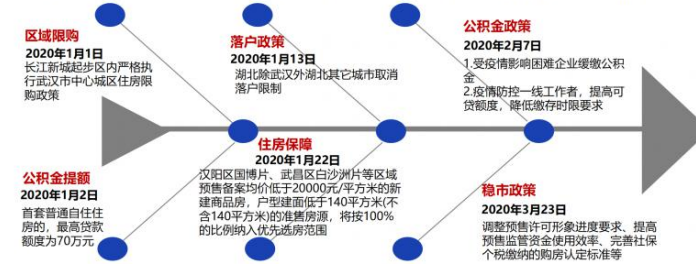 区域限购
2020年1月1日
长江新城起步区内严格执
行武汉市中心城区住房限
购政策
落户政策
2020年1月13日
湖北除武汉外湖北其它城市取消
落户限制
公积金政策
2020年2月7日
1.受疫情影响困难企业缓缴公积
金
2.疫情防控一线工作者，提高可
贷额度，降低缴存时限要求
公积金提额
2020年1月2日
首套普通自住住
房的，最高贷款
额度为70万元
住房保障
2020年1月22日
汉阳区国博片、武昌区白沙洲片等区域
预售备案均价低于20000元/平方米的新
建商品房，户型建面低于140平方米(不
含140平方米)的准售房源，将按100%
的比例纳入优先选房范围
稳市政策
2020年3月23日
调整预售许可形象进度要求、提高
预售监管资金使用效率、完善社保
个税缴纳的购房认定标准等